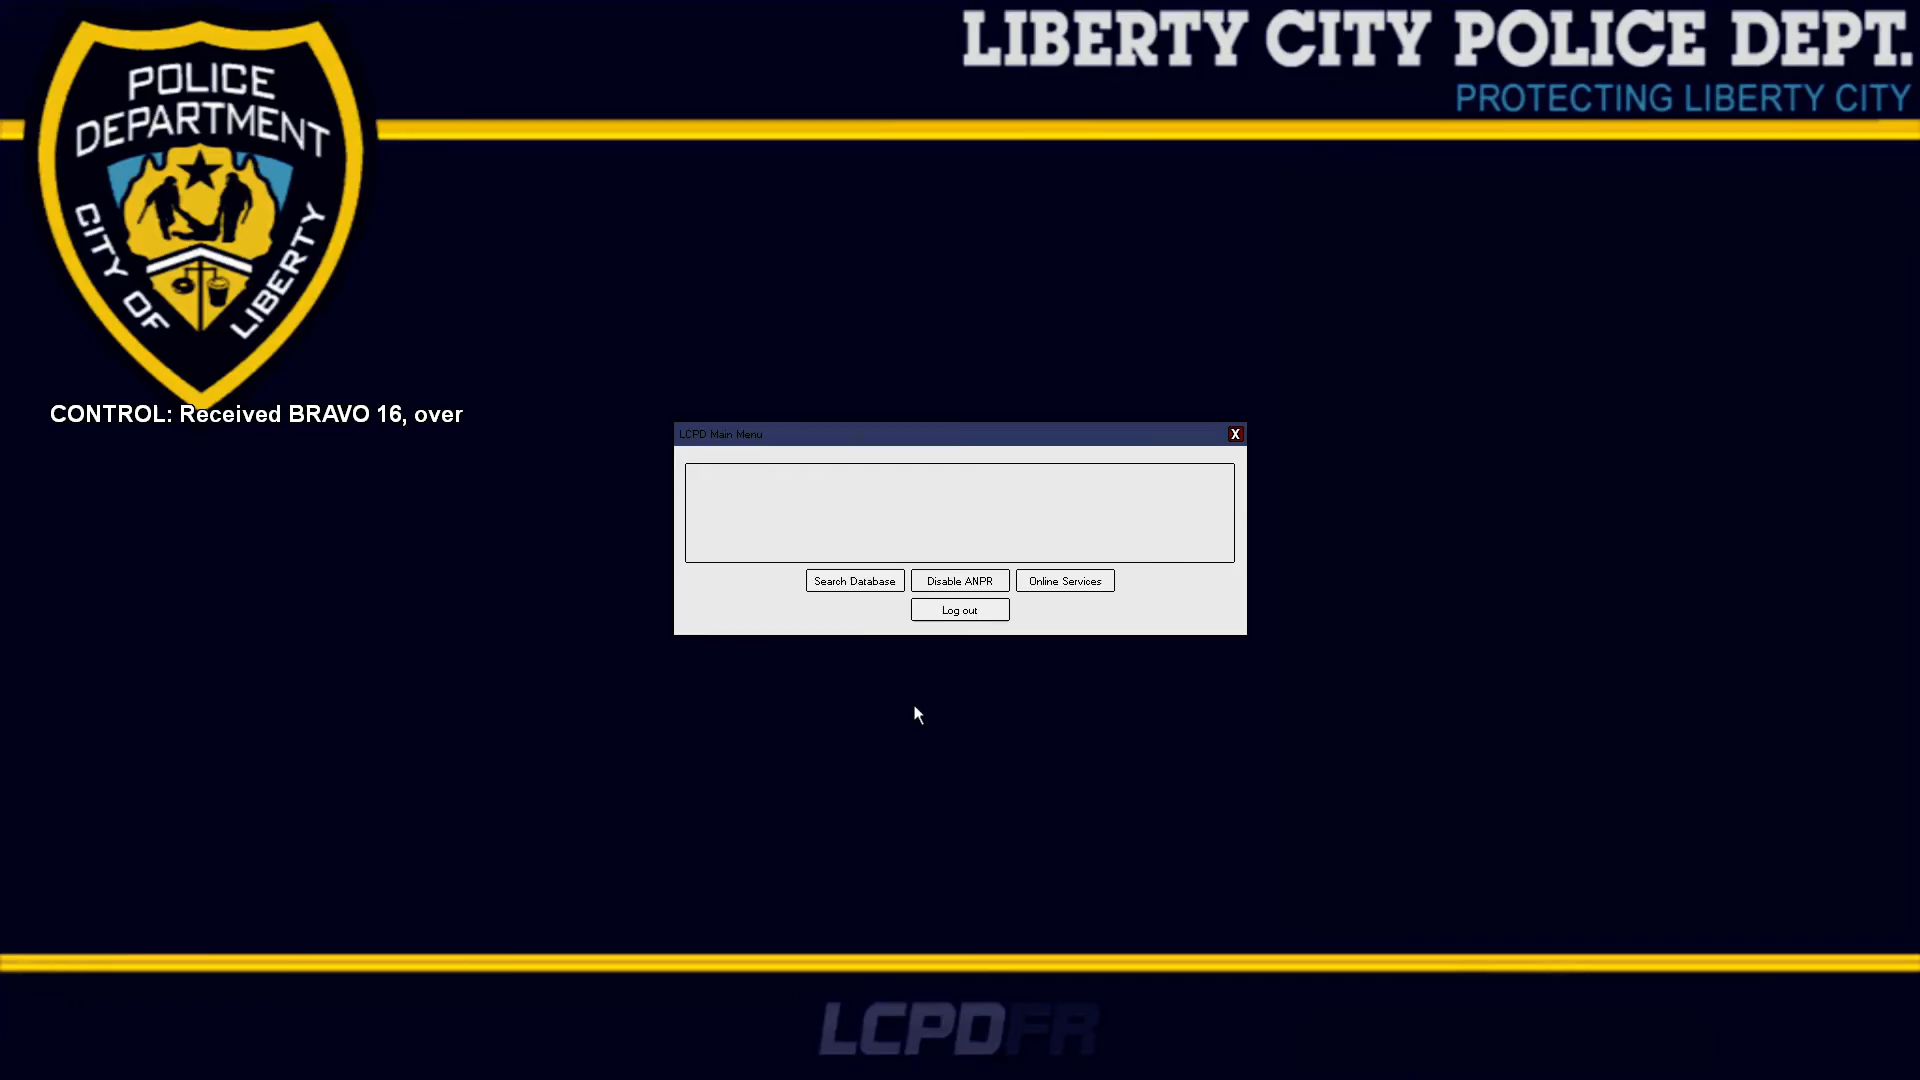 LIBERTY CITY POLICE DEPT.
PROTECTING LIBERTY CITY
POLICE
DEPARTMENT
CITY OF LIBERTY
CONTROL: Received BRAVO 16, over
LCPD Main Menu
X
Search Database
Disable ANPR
Online Services
Log out
LCPDFR